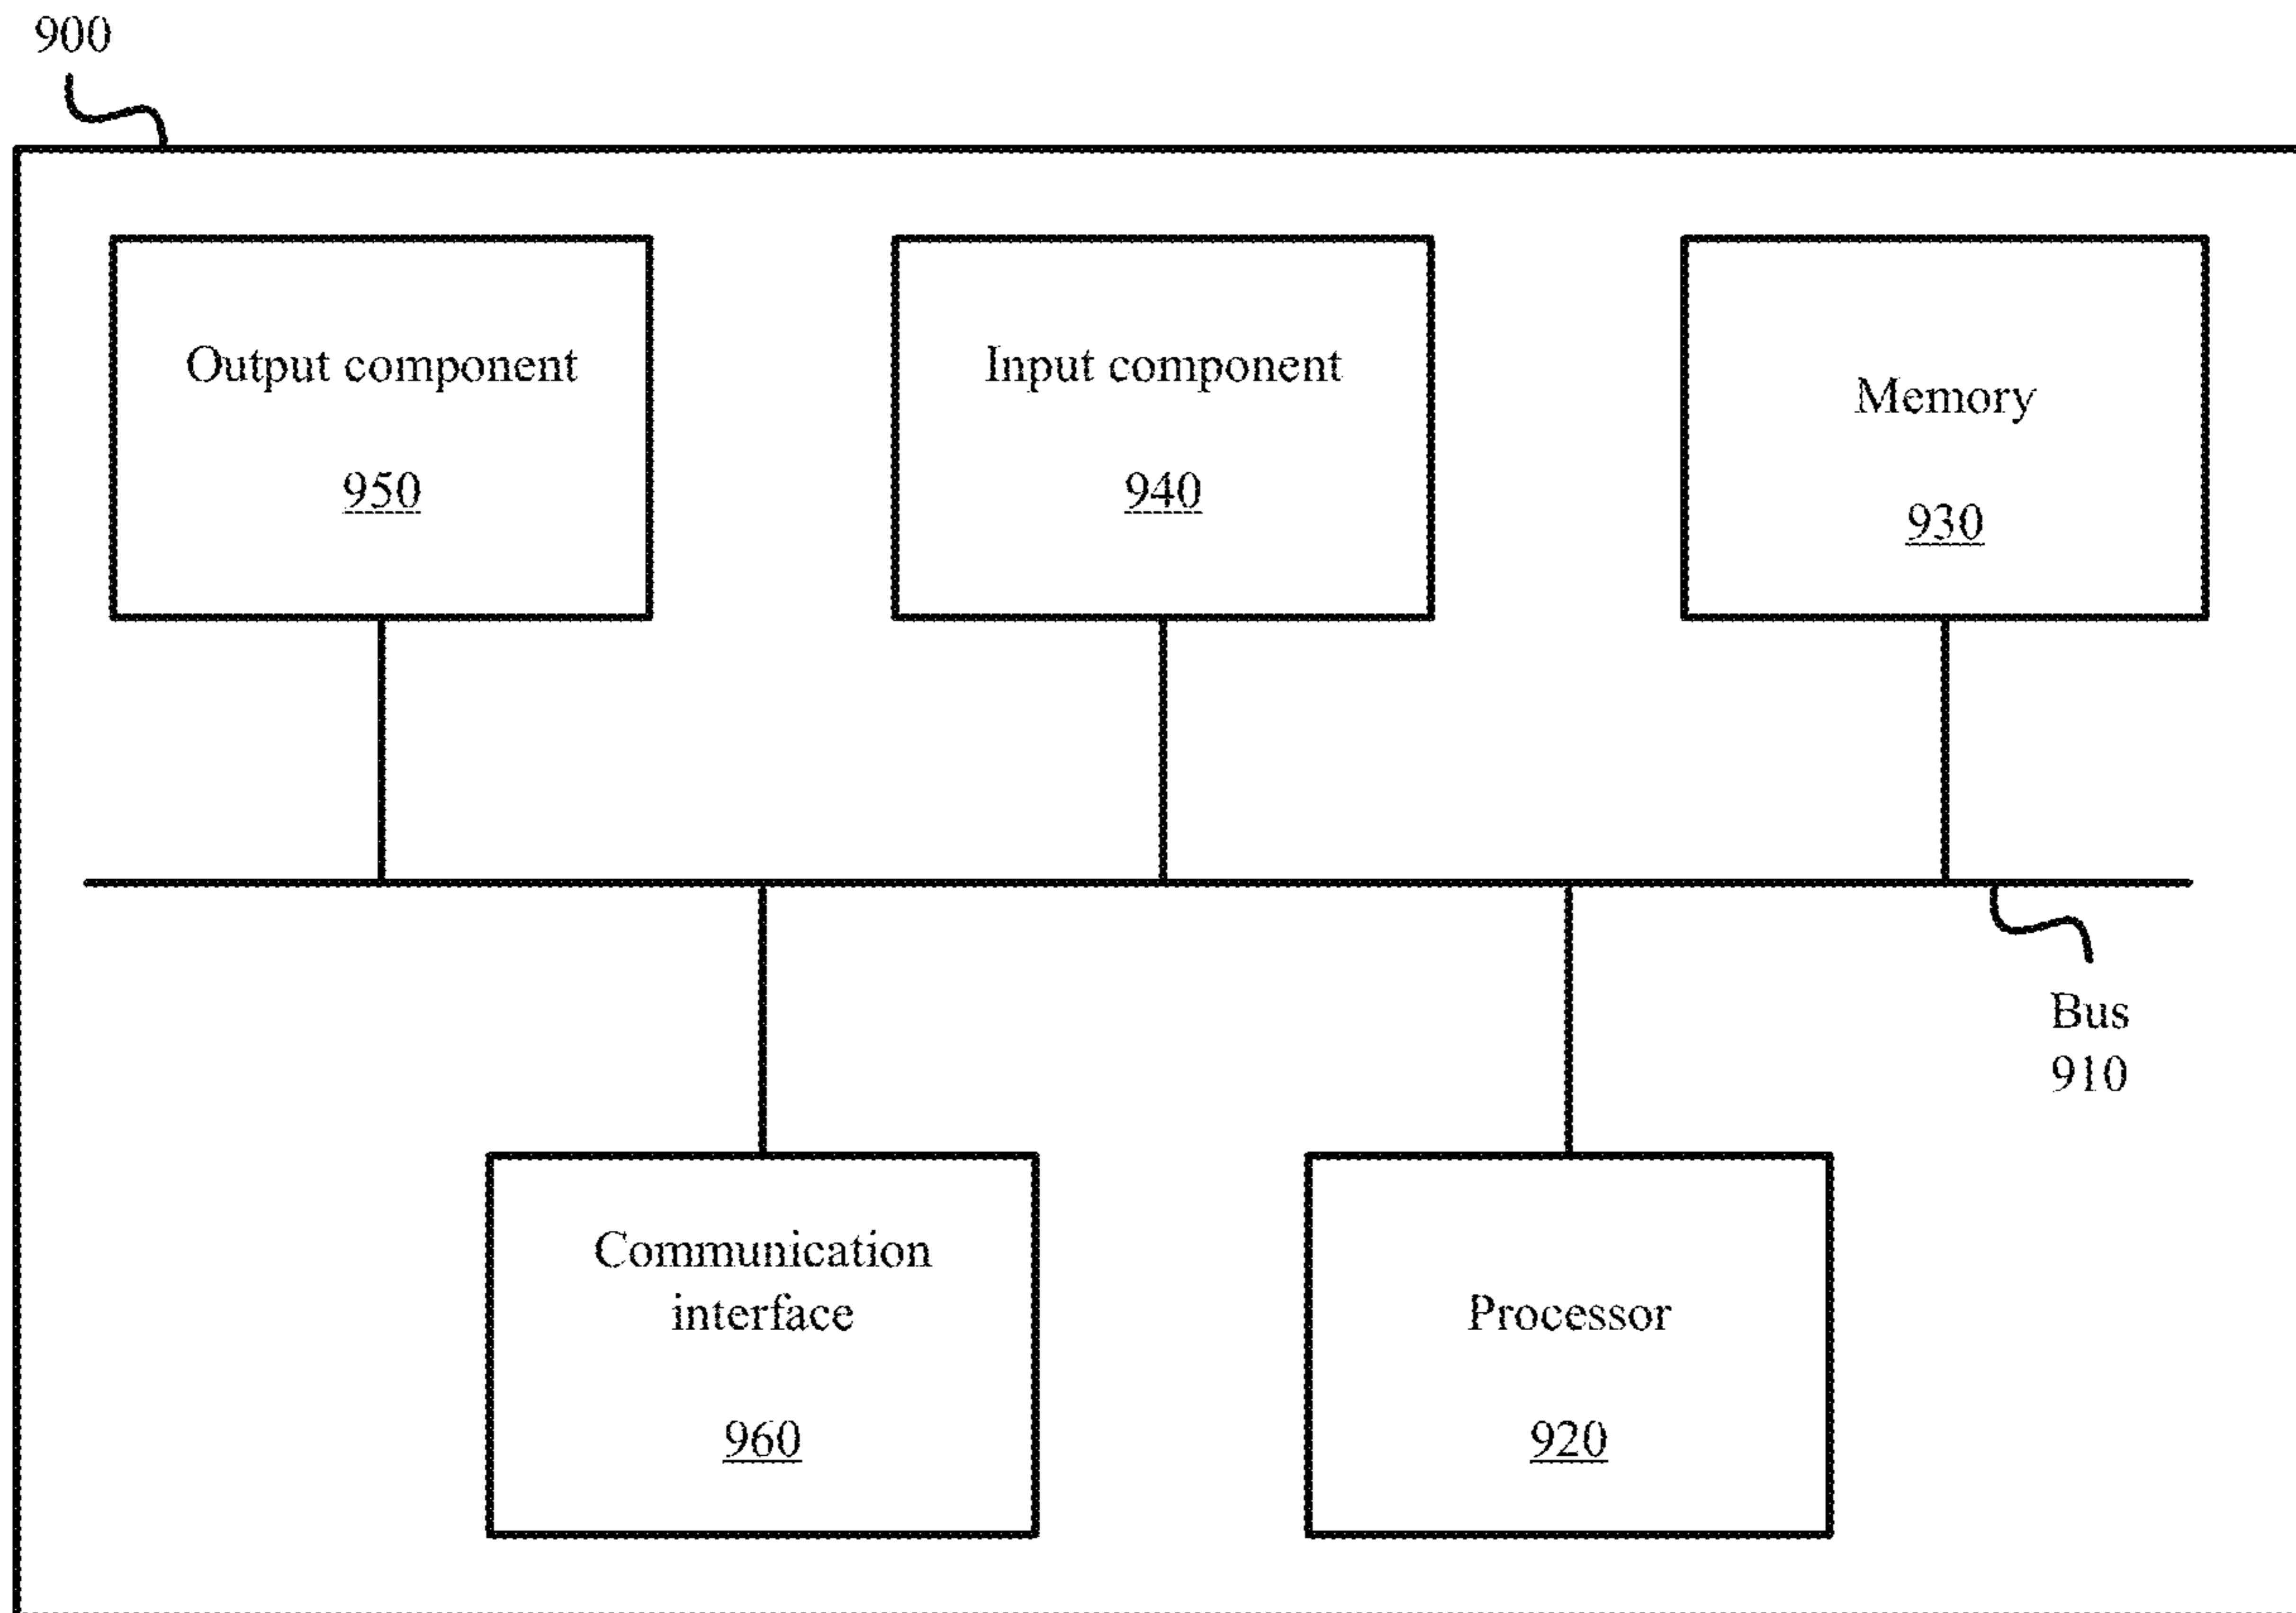 900
Output component
950
Input component
940
Memory
930
Bus
910
Communication
interface
960
Processor
920